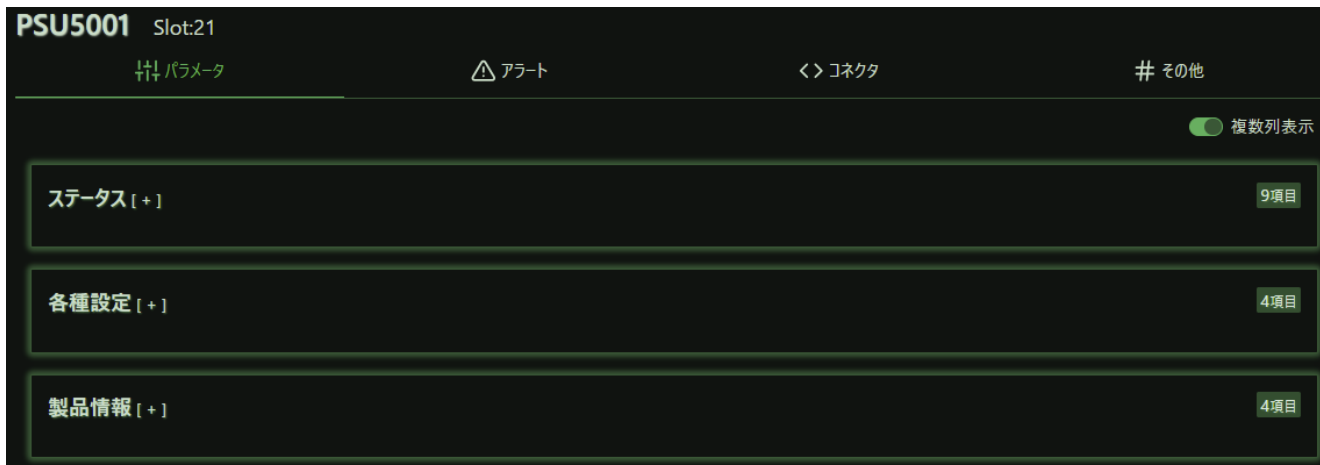 PSU5001 Slot:21
パラメータ アラート <> コネクタ # その他
複数列表示
ステータス [ + ] 9項目
各種設定 [ + ] 4項目
製品情報 [ + ] 4項目